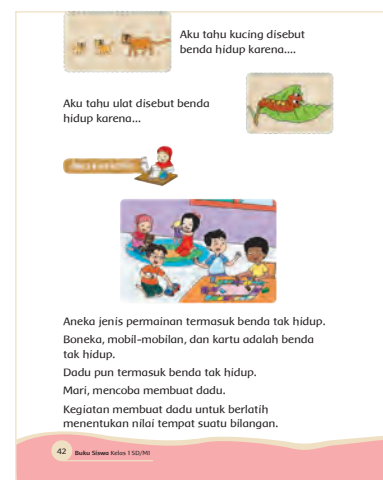 Aku tahu kucing disebut
benda hidup karena....
Aku tahu ulat disebut benda
hidup karena...
Aneka jenis permainan termasuk benda tak hidup.
Boneka, mobil-mobilan, dan kartu adalah benda
tak hidup.
Dadu pun termasuk benda tak hidup.
Mari, mencoba membuat dadu.
Kegiatan membuat dadu untuk berlatih
menentukan nilai tempat suatu bilangan.
42 Buku Siswa Kelas 1 SD/MI